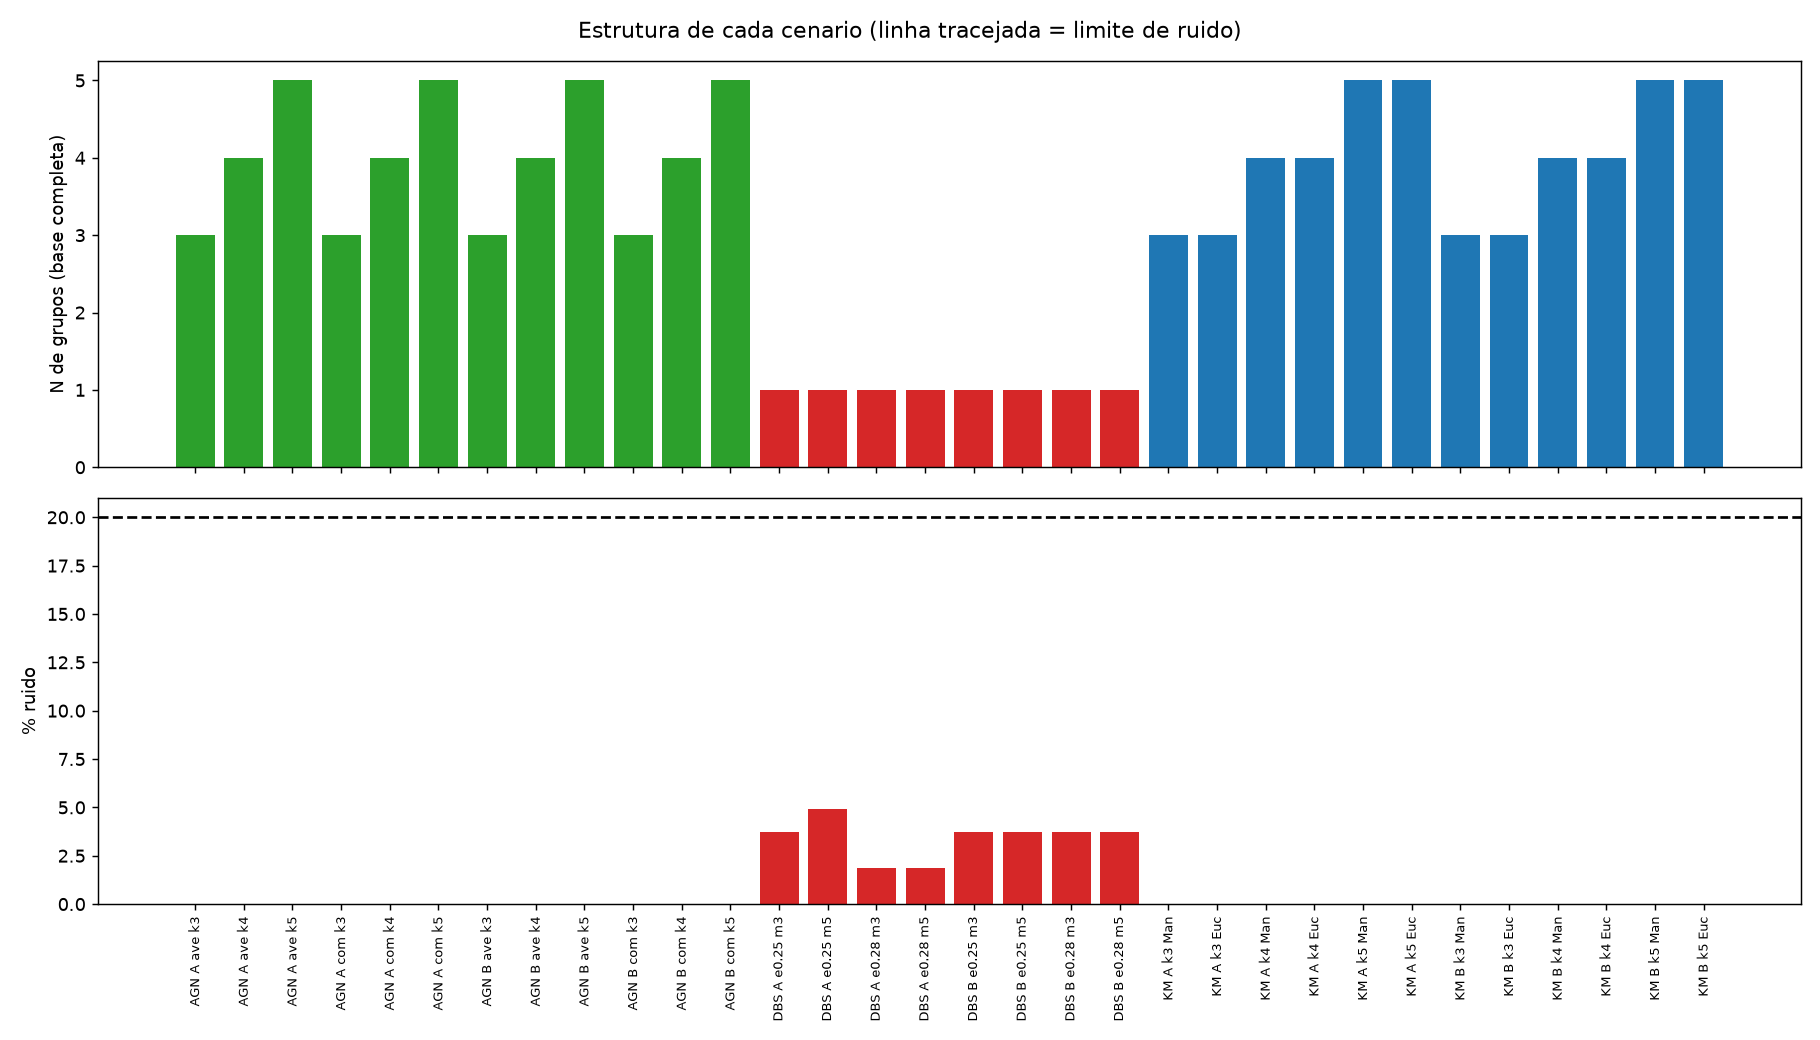 Estrutura de cada cenario (linha tracejada = limite de ruido)
N de grupos (base completa)
5
4
3
2
1
0
% ruido
20.0
17.5
15.0
12.5
10.0
7.5
5.0
2.5
0.0
AGN A ave k3
AGN A ave k4
AGN A ave k5
AGN A com k3
AGN A com k4
AGN A com k5
AGN B ave k3
AGN B ave k4
AGN B ave k5
AGN B com k3
AGN B com k4
AGN B com k5
DBS A e0.25 m3
DBS A e0.25 m5
DBS A e0.28 m3
DBS A e0.28 m5
DBS B e0.25 m3
DBS B e0.25 m5
DBS B e0.28 m3
DBS B e0.28 m5
KM A k3 Man
KM A k3 Euc
KM A k4 Man
KM A k4 Euc
KM A k5 Man
KM A k5 Euc
KM B k3 Man
KM B k3 Euc
KM B k4 Man
KM B k4 Euc
KM B k5 Man
KM B k5 Euc